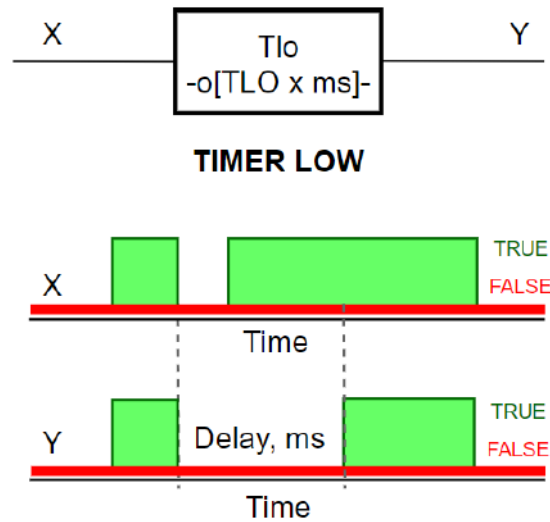 X
Y
Tlo
-o[TLO x ms]-
TIMER LOW
TRUE
X
FALSE
Time
TRUE
Y
Delay, ms
FALSE
Time